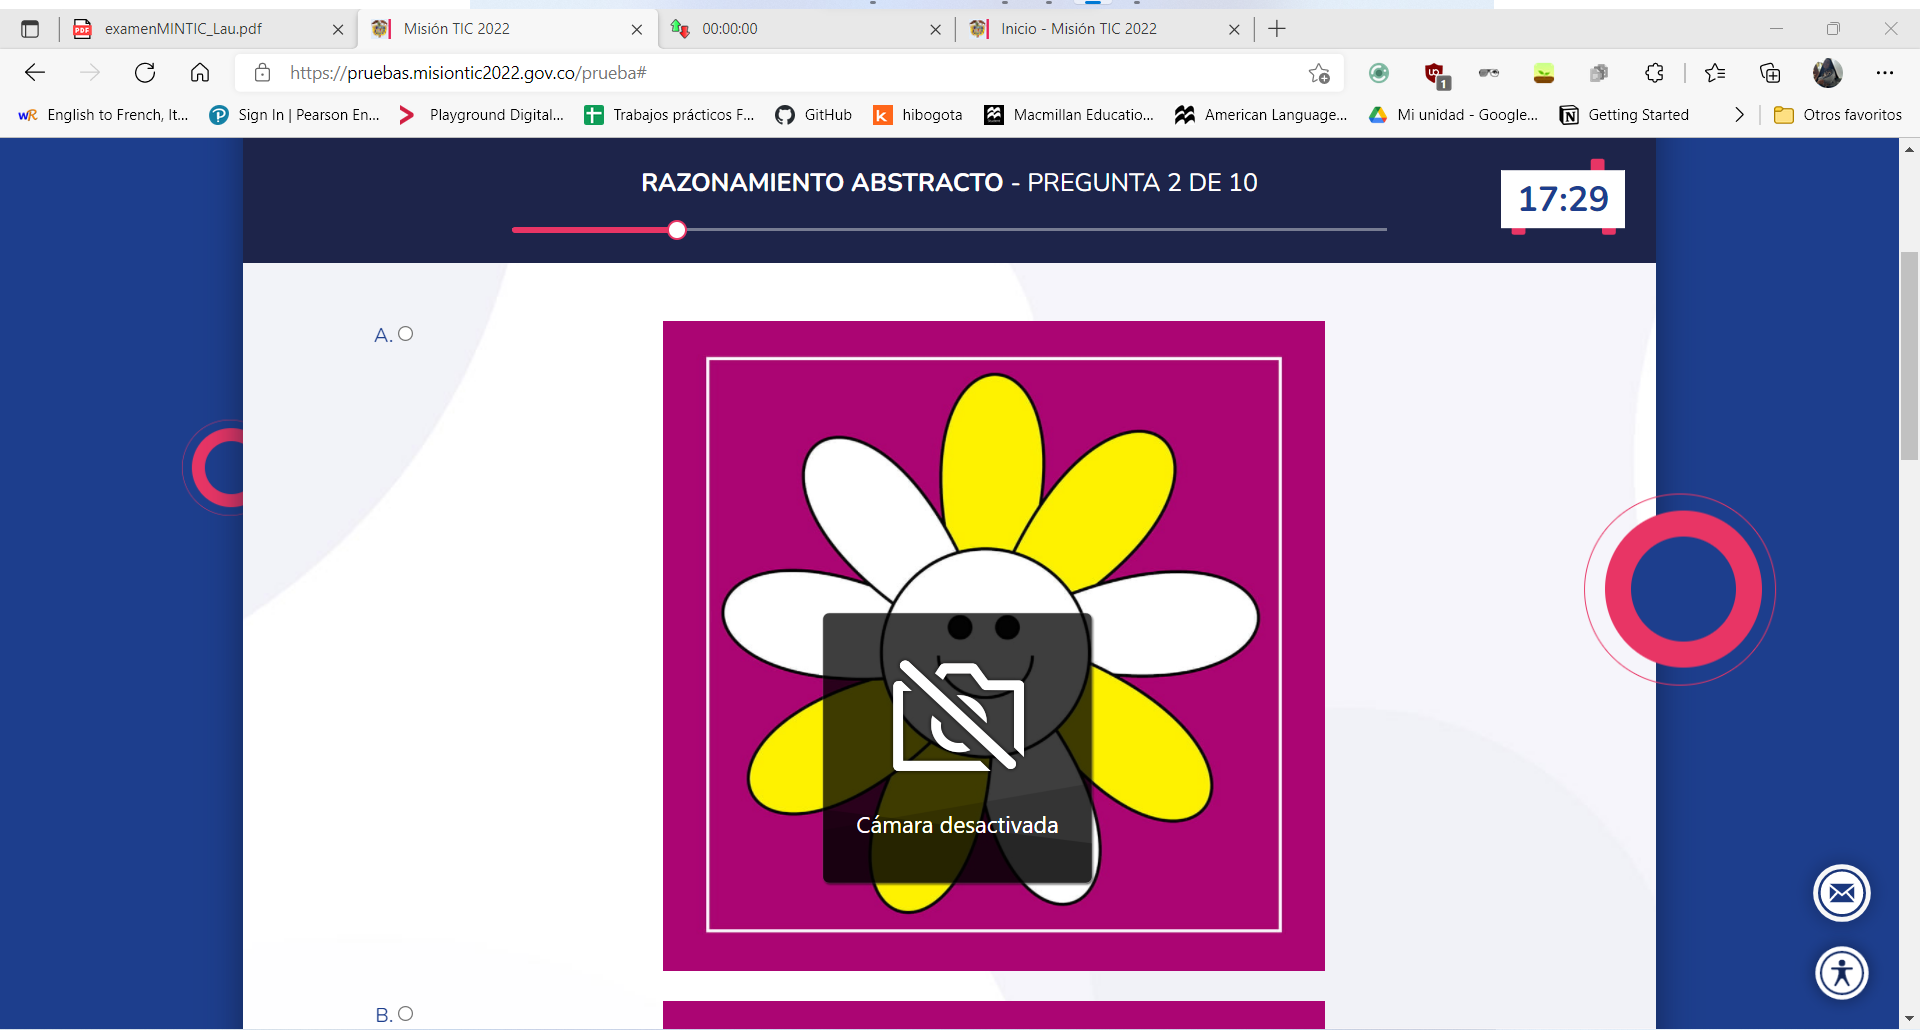 examenMINTIC_Lau.pdf
Misión TIC 2022
00:00:00
Inicio - Misión TIC 2022
https://pruebas.misiontic2022.gov.co/prueba#
1
English to French, It...
Sign In | Pearson En...
Playground Digital...
Trabajos prácticos F...
GitHub
hibogota
Macmillan Educatio...
American Language...
Mi unidad - Google...
Getting Started
Otros favoritos
RAZONAMIENTO ABSTRACTO - PREGUNTA 2 DE 10
17:29
A.
Cámara desactivada
B.